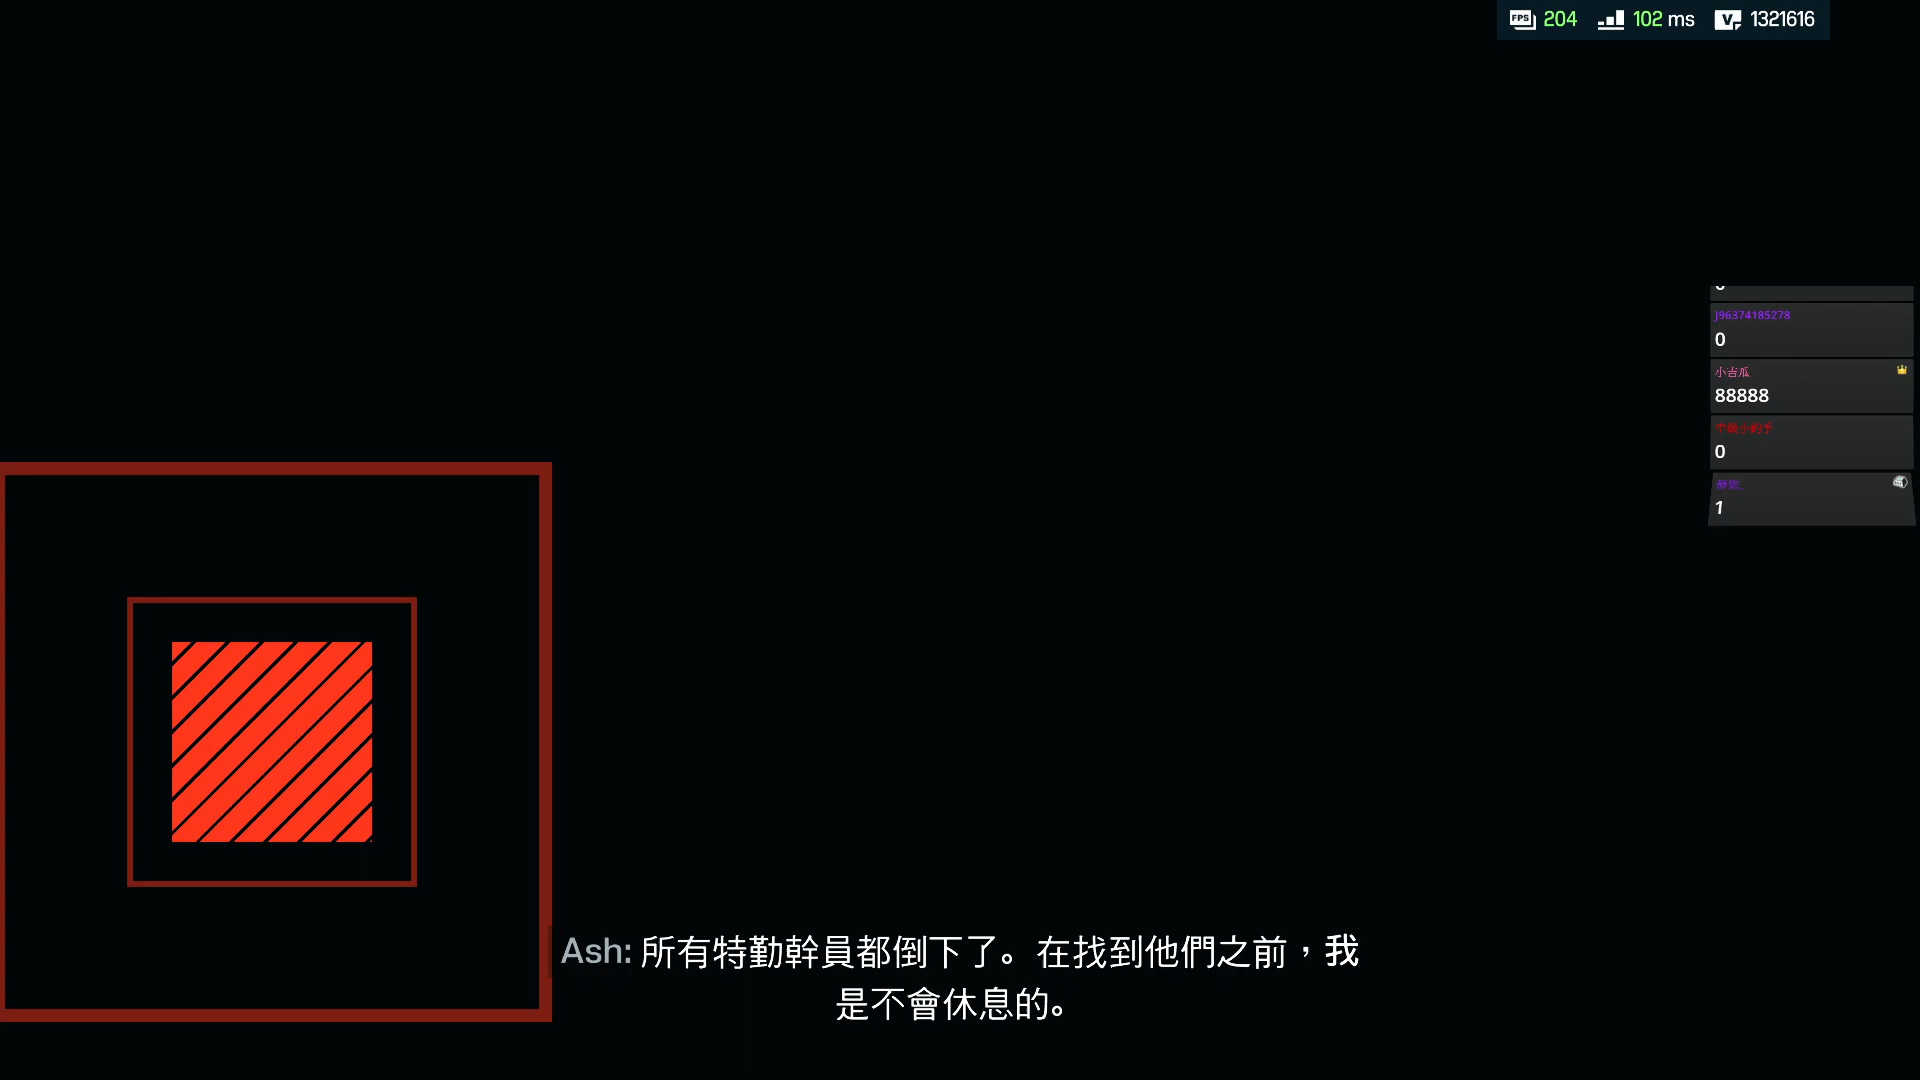 FPS 204 102 ms V 1321616
J96374185278
0
小吉瓜
88888
0
1
Ash: 所有特勤幹員都倒下了。在找到他們之前，我
是不會休息的。